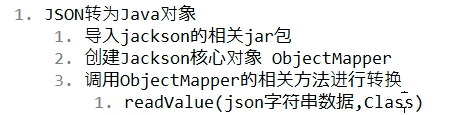 1. JSON转为Java对象
1. 导入jackson的相关jar包
2. 创建Jackson核心对象 ObjectMapper
3. 调用ObjectMapper的相关方法进行转换
1. readValue(json字符串数据,Class)